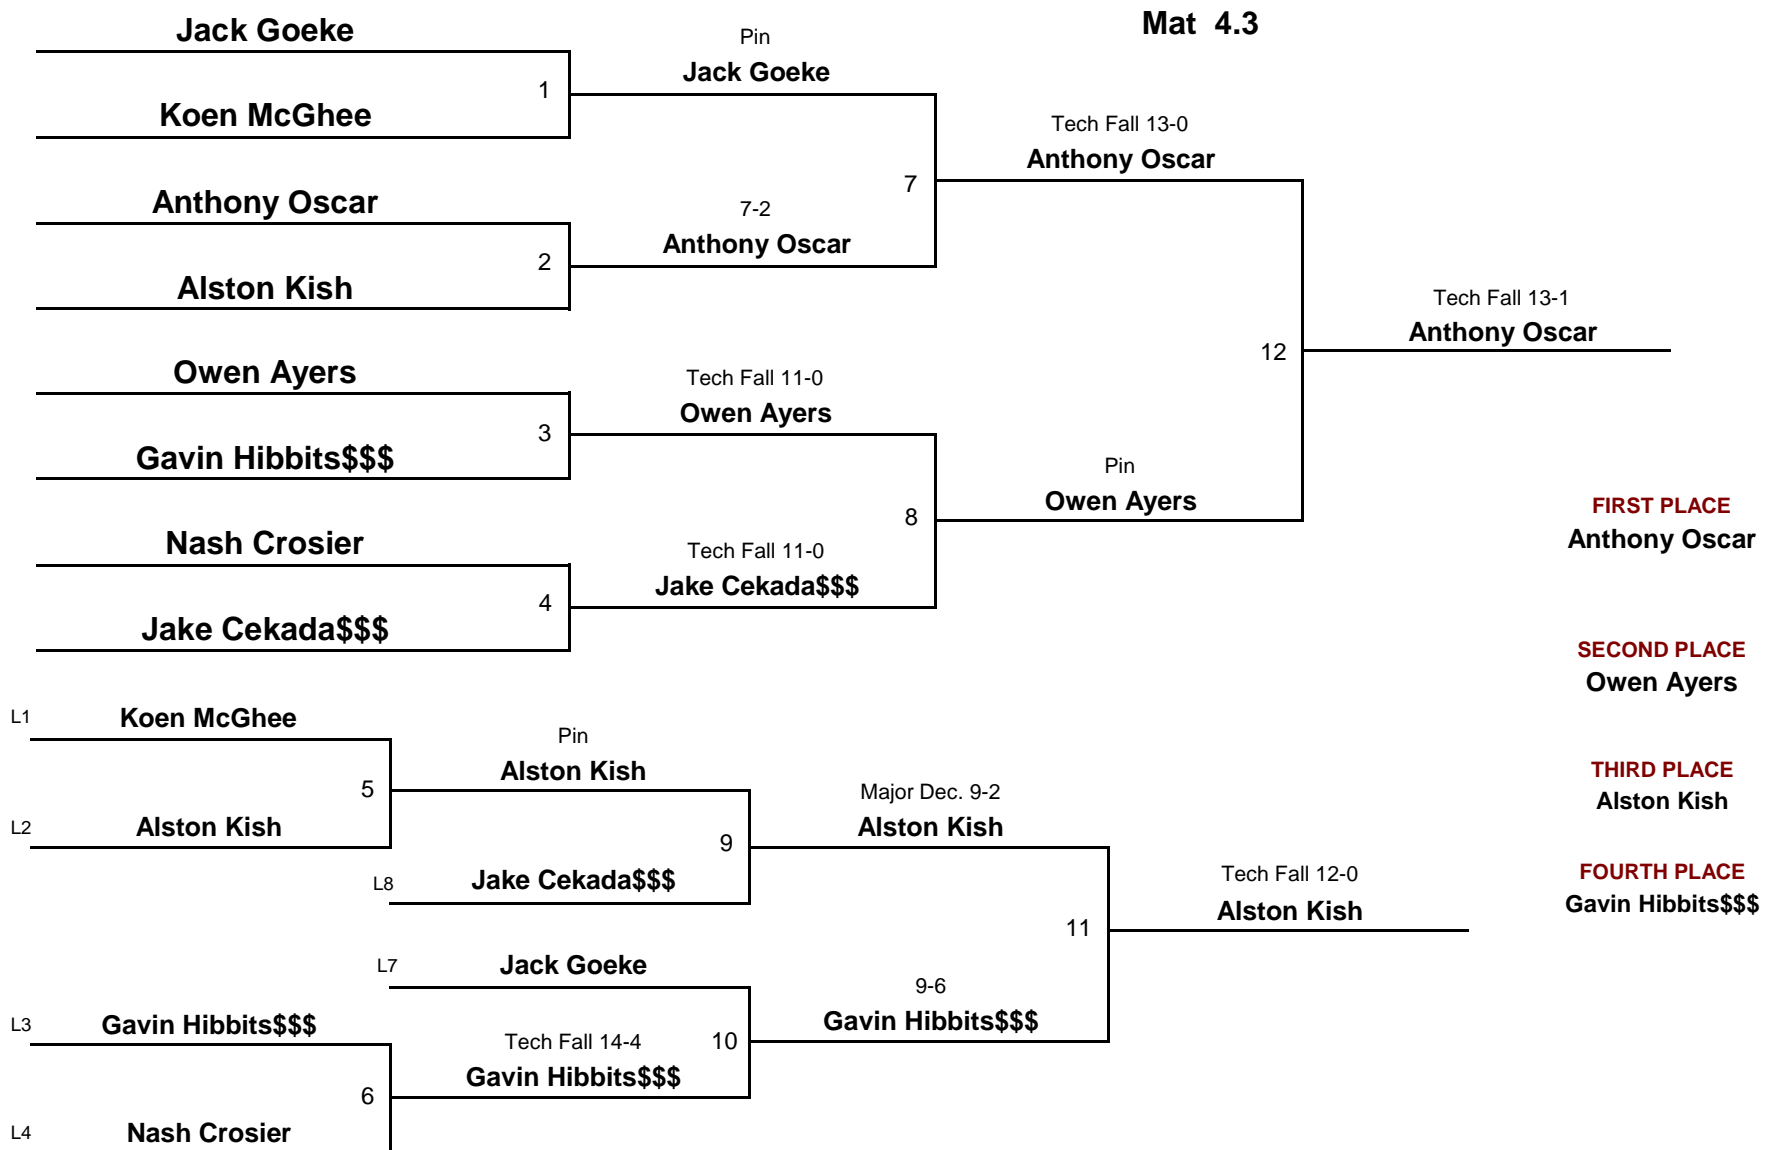 Mat 4.3
Jack Goeke
1
Koen McGhee
Pin
Jack Goeke
Anthony Oscar
2
Alston Kish
7-2
Anthony Oscar
7
Tech Fall 13-0
Anthony Oscar
Owen Ayers
3
Gavin Hibbits$$$
Tech Fall 11-0
Owen Ayers
Nash Crosier
4
Jake Cekada$$$
Tech Fall 11-0
Jake Cekada$$$
8
Pin
Owen Ayers
12
Tech Fall 13-1
Anthony Oscar
FIRST PLACE
Anthony Oscar
SECOND PLACE
Owen Ayers
THIRD PLACE
Alston Kish
FOURTH PLACE
Gavin Hibbits$$$
L1
Koen McGhee
5
L2
Alston Kish
Pin
Alston Kish
9
L8
Jake Cekada$$$
Major Dec. 9-2
Alston Kish
L7
Jack Goeke
10
L3
Gavin Hibbits$$$
6
L4
Nash Crosier
Tech Fall 14-4
Gavin Hibbits$$$
9-6
Gavin Hibbits$$$
11
Tech Fall 12-0
Alston Kish